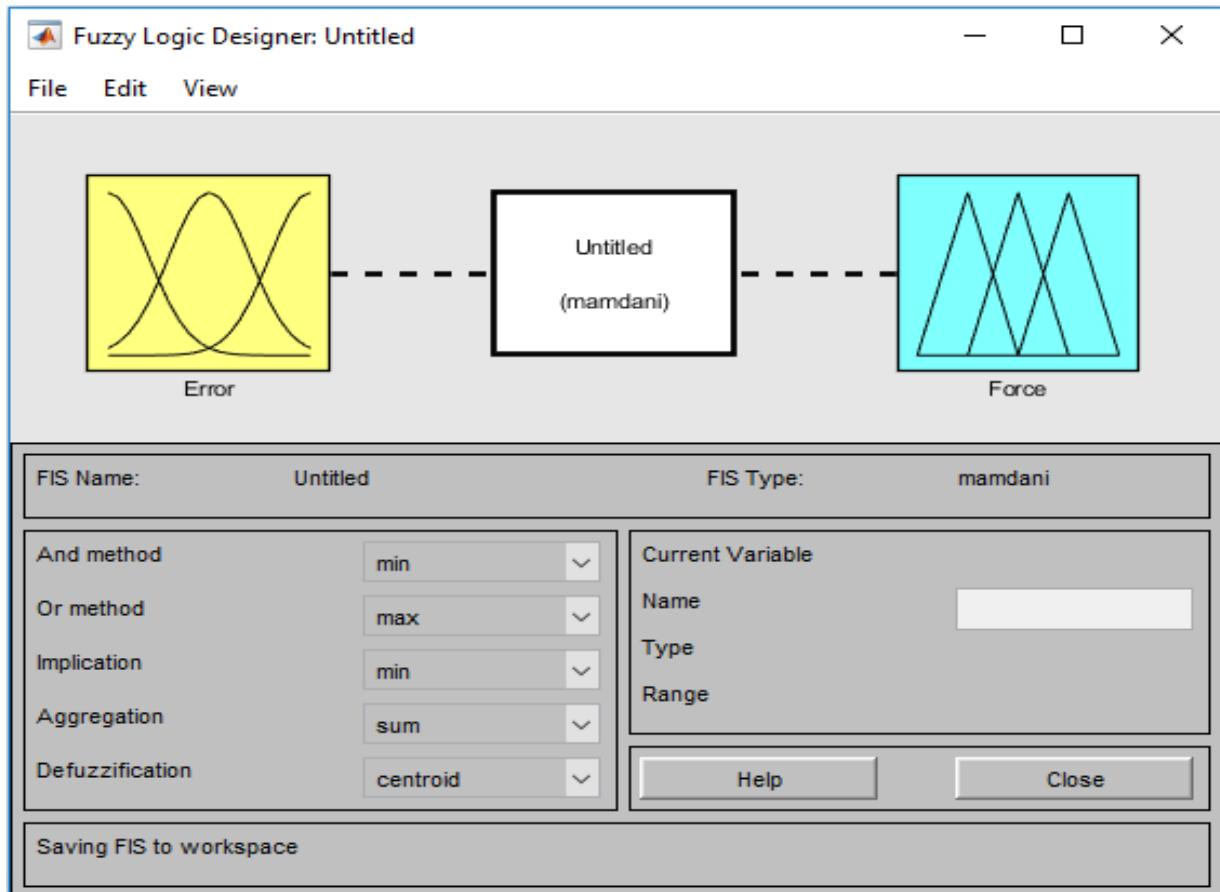 Fuzzy Logic Designer: Untitled
File Edit View
Untitled
(mamdani)
Error
Force
FIS Name: Untitled FIS Type: mamdani
And method min
Or method max
Implication min
Aggregation sum
Defuzzification centroid
Current Variable
Name
Type
Range
Help Close
Saving FIS to workspace